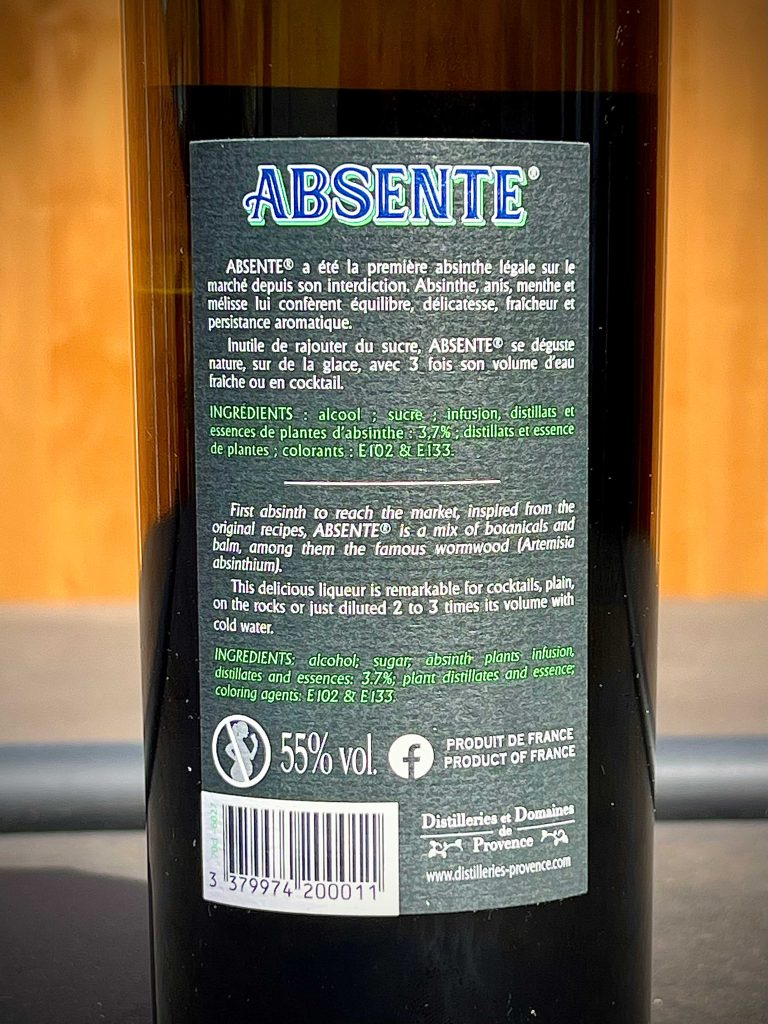 ABSENTE®
ABSENTE® a été la première absinthe légale sur le
marché depuis son interdiction. Absinthe, anis, menthe et
mélisse lui confèrent équilibre, délicatesse, fraîcheur et
persistance aromatique.
Inutile de rajouter du sucre, ABSENTE® se déguste
nature, sur de la glace, avec 3 fois son volume d'eau
fraîche ou en cocktail.
INGRÉDIENTS : alcool ; sucre ; infusion, distillats et
essences de plantes d'absinthe : 3,7% ; distillats et essence
de plantes ; colorants : E102 & E133.
First absinth to reach the market, inspired from the
original recipes, ABSENTE® is a mix of botanicals and
balm, among them the famous wormwood (Artemisia
absinthium).
This delicious liqueur is remarkable for cocktails, plain,
on the rocks or just diluted 2 to 3 times its volume with
cold water.
INGREDIENTS: alcohol; sugar; absinth plants infusion,
distillates and essences: 3.7%; plant distillates and essence;
coloring agents: E102 & E133.
55% vol.
f
PRODUIT DE FRANCE
PRODUCT OF FRANCE
3 379974 200011
Distilleries et Domaines
de
Provence
www.distilleries-provence.com